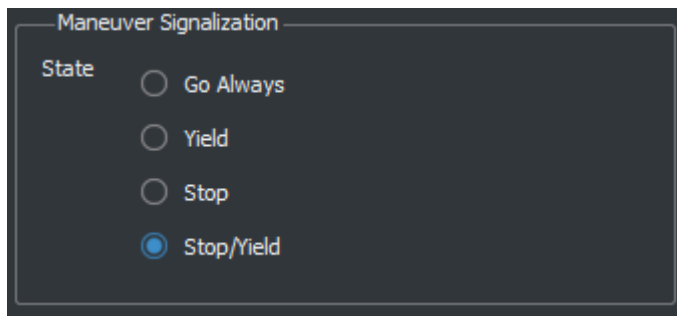 Maneuver Signalization
State
Go Always
Yield
Stop
Stop/Yield